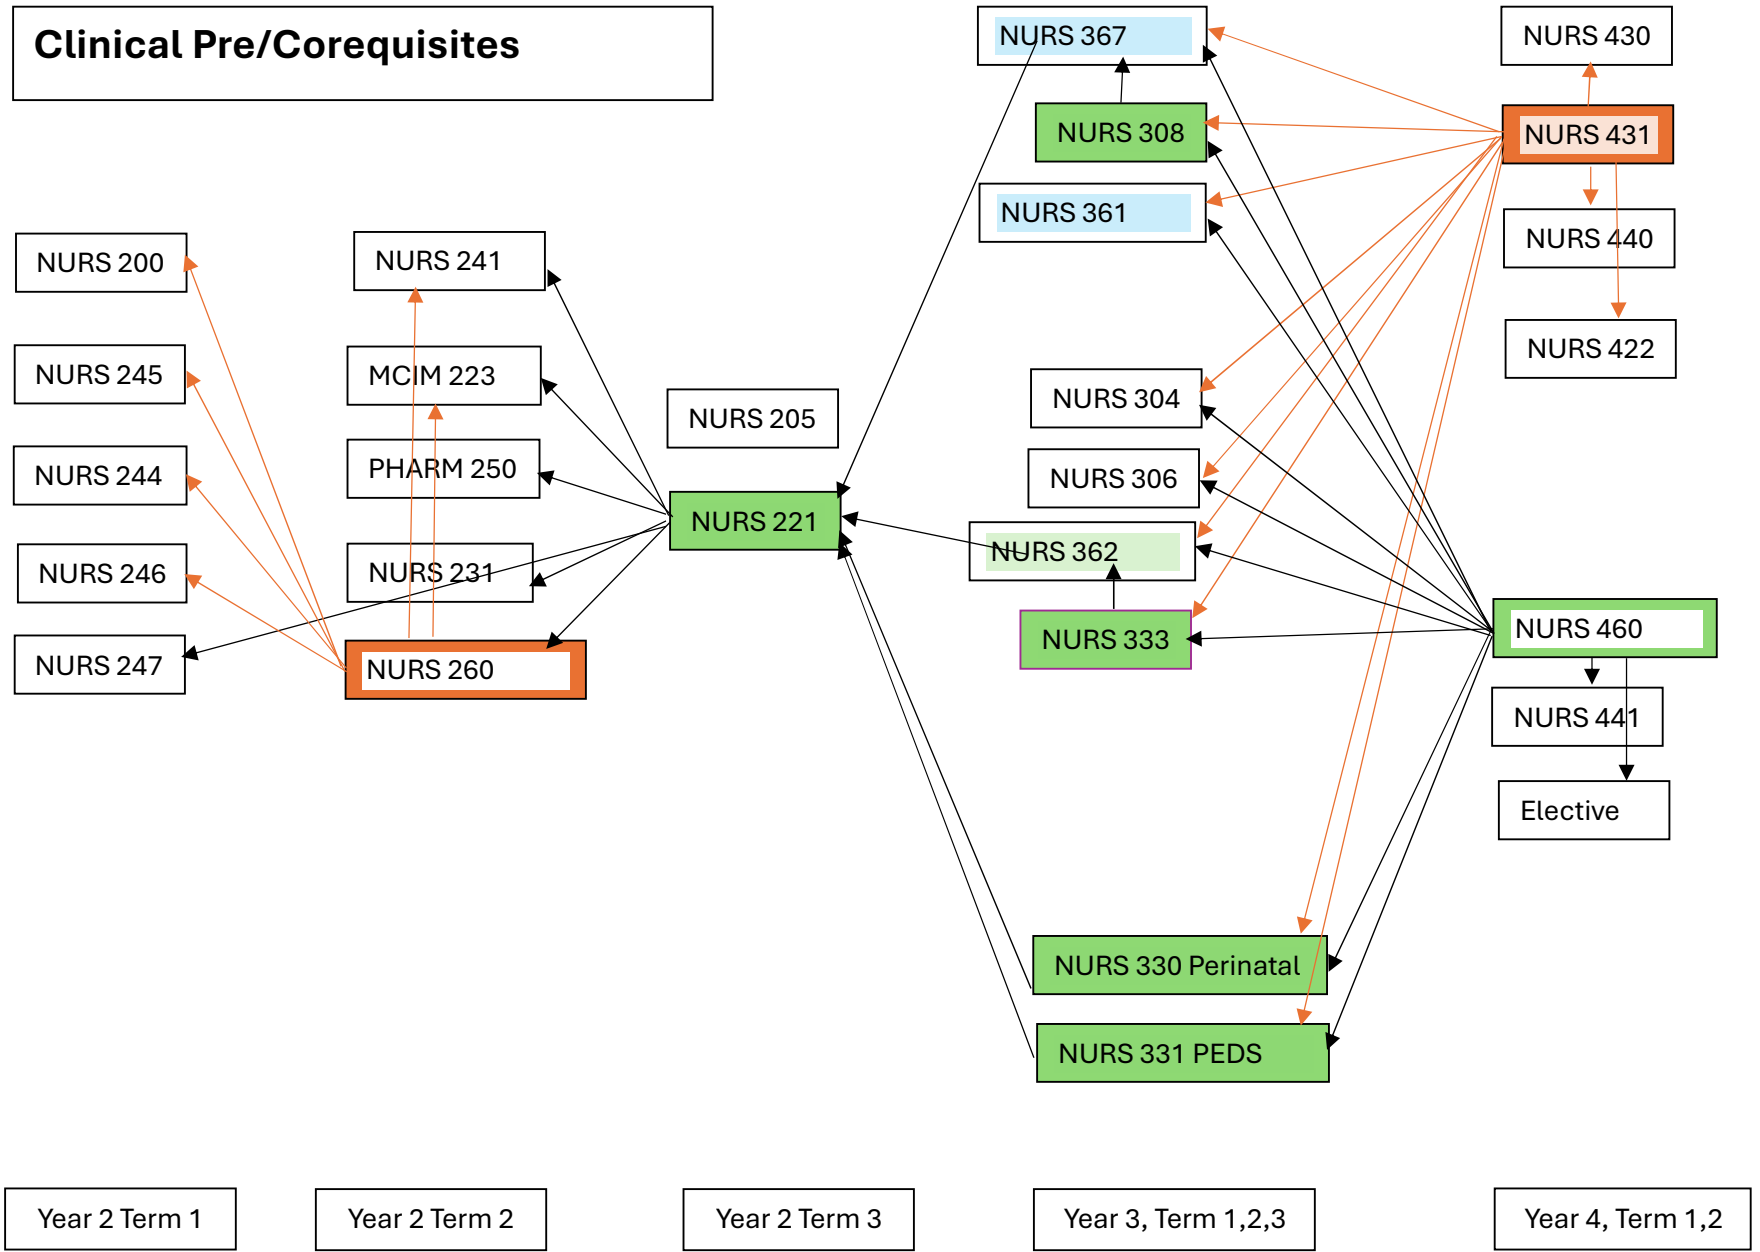 Clinical Pre/Corequisites
NURS 200
NURS 245
NURS 244
NURS 246
NURS 247
NURS 241
MCIM 223
PHARM 250
NURS 231
NURS 260
NURS 205
NURS 221
NURS 367
NURS 308
NURS 361
NURS 304
NURS 306
NURS 362
NURS 333
NURS 330 Perinatal
NURS 331 PEDS
NURS 430
NURS 431
NURS 440
NURS 422
NURS 460
NURS 441
Elective
Year 2 Term 1
Year 2 Term 2
Year 2 Term 3
Year 3, Term 1,2,3
Year 4, Term 1,2